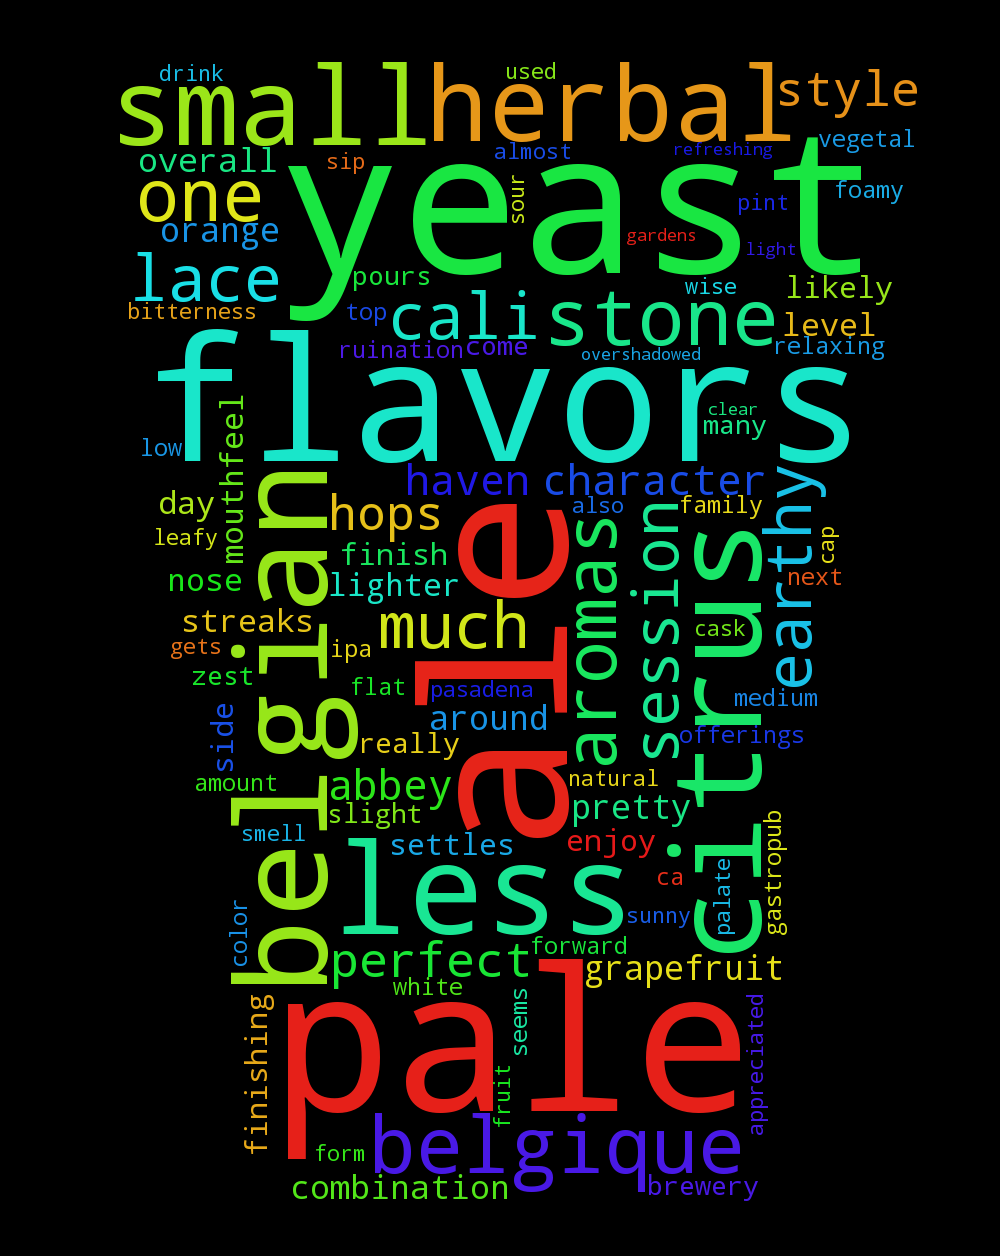 drink
used
small
herbal
style
overall
sip
almost
refreshing
vegetal
one
yeast
sour
pint
foamy
orange
gardens
light
lace
pours
wise
likely
bitterness
top
cali
stone
level
ruination
come
overshadowed
relaxing
flavors
clear
many
low
mouthfeel
haven
character
earthy
day
hops
also
family
leafy
belgian
ale
aromas
session
citrus
cap
finish
nose
lighter
next
streaks
much
cask
gets
ipa
zest
flat
pasadena
medium
side
around
offerings
really
amount
abbey
natural
slight
pretty
smell
settles
enjoy
gastropub
less
ca
palate
color
sunny
perfect
forward
grapefruit
white
finishing
pale
seems
appreciated
fruit
form
belgique
combination
brewery